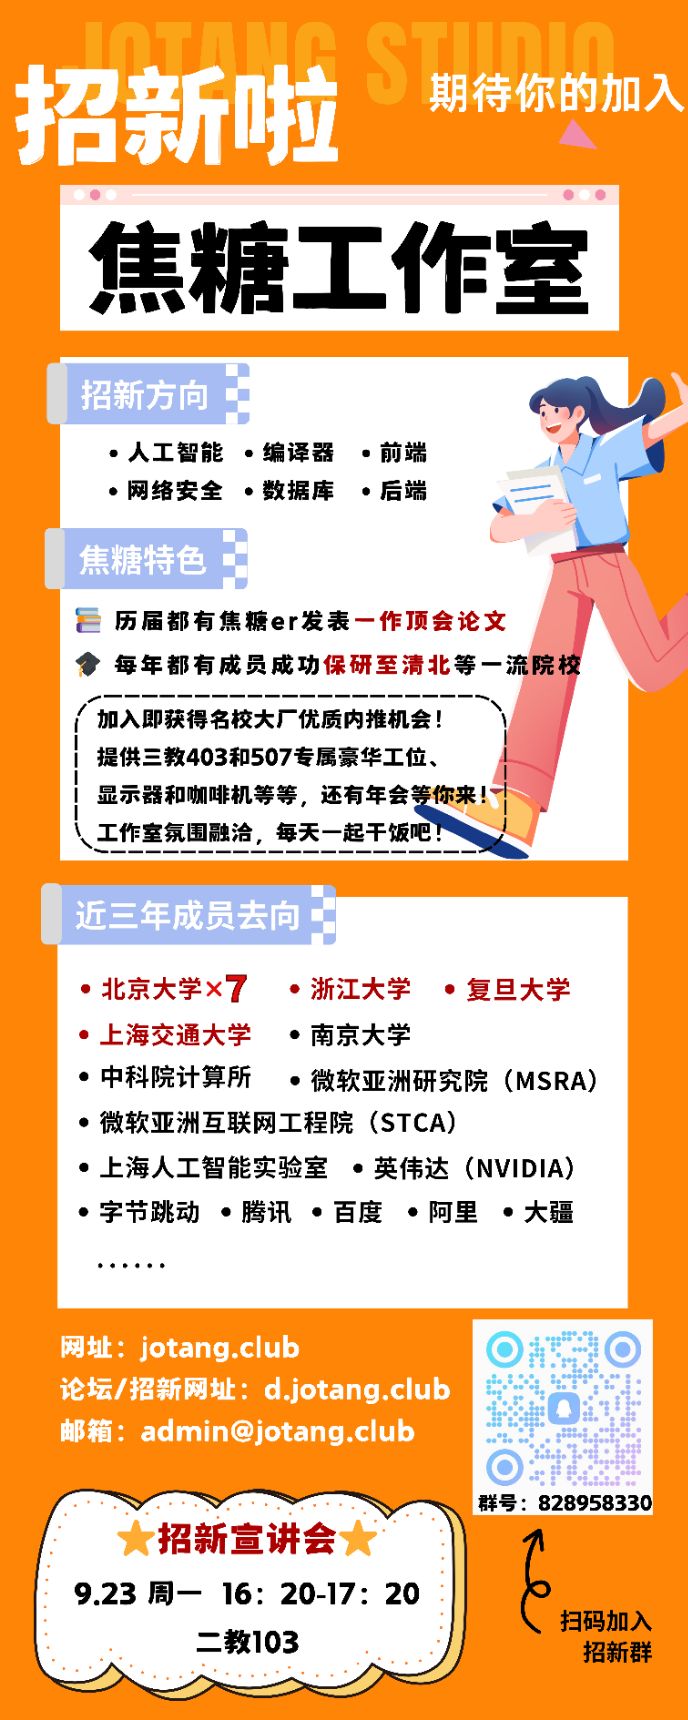 JOTANG STUDIO
招新啦
期待你的加入
焦糖工作室
招新方向
• 人工智能 • 编译器 • 前端
• 网络安全 • 数据库 • 后端
焦糖特色
历届都有焦糖er发表一作顶会论文
每年都有成员成功保研至清北等一流院校
加入即获得名校大厂优质内推机会！
提供三教403和507专属豪华工位、
显示器和咖啡机等等，还有年会等你来！
工作室氛围融洽，每天一起干饭吧！
近三年成员去向
• 北京大学×7 • 浙江大学 • 复旦大学
• 上海交通大学 • 南京大学
• 中科院计算所 • 微软亚洲研究院（MSRA）
• 微软亚洲互联网工程院（STCA）
• 上海人工智能实验室 • 英伟达（NVIDIA）
• 字节跳动 • 腾讯 • 百度 • 阿里 • 大疆
······
网址：jotang.club
论坛/招新网址：d.jotang.club
邮箱：admin@jotang.club
群号：828958330
⭐招新宣讲会⭐
9.23 周一 16：20-17：20
二教103
扫码加入
招新群